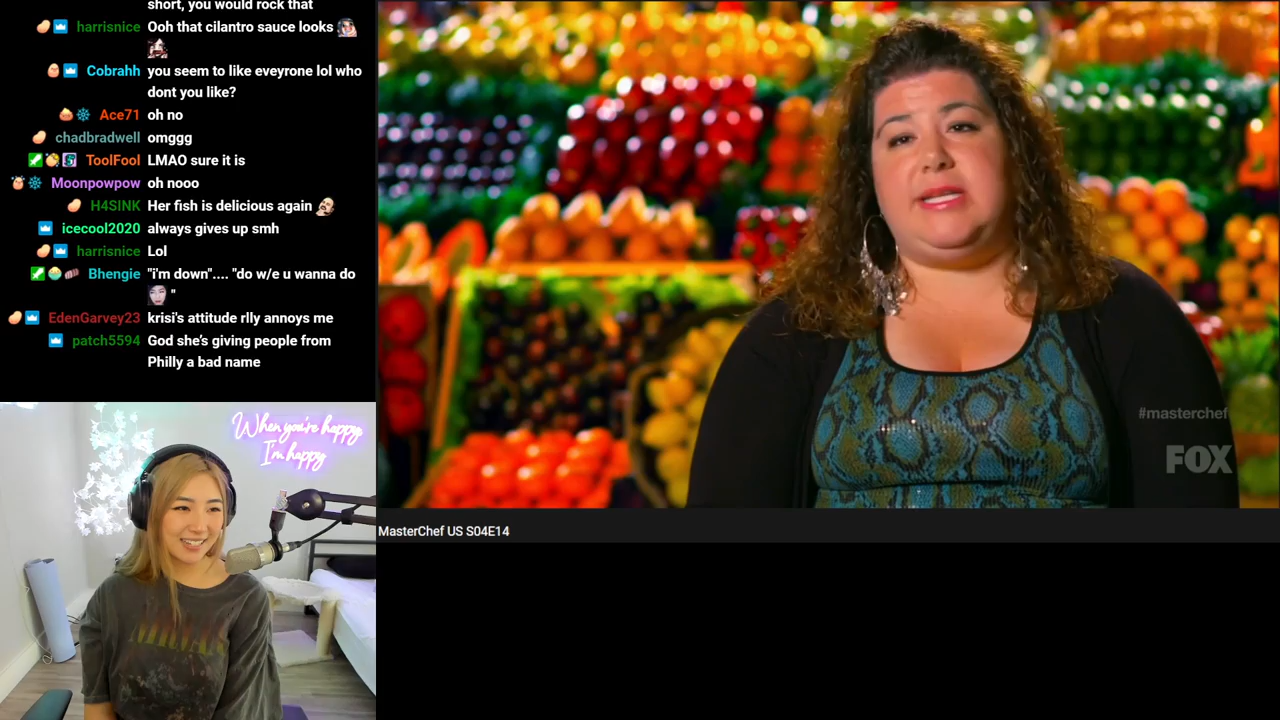 short, you would rock that
harrisnice Ooh that cilantro sauce looks
Cobrahh you seem to like eveyrone lol who
dont you like?
Ace71 oh no
chadbradwell omggg
ToolFool LMAO sure it is
Moonpowpow oh nooo
H4SINK Her fish is delicious again
icecool2020 always gives up smh
harrisnice Lol
Bhengie "i'm down".... "do w/e u wanna do
"
EdenGarvey23 krisi's attitude rlly annoys me
patch5594 God she's giving people from
Philly a bad name
When you're happy
I'm happy
#masterchef
FOX
MasterChef US S04E14